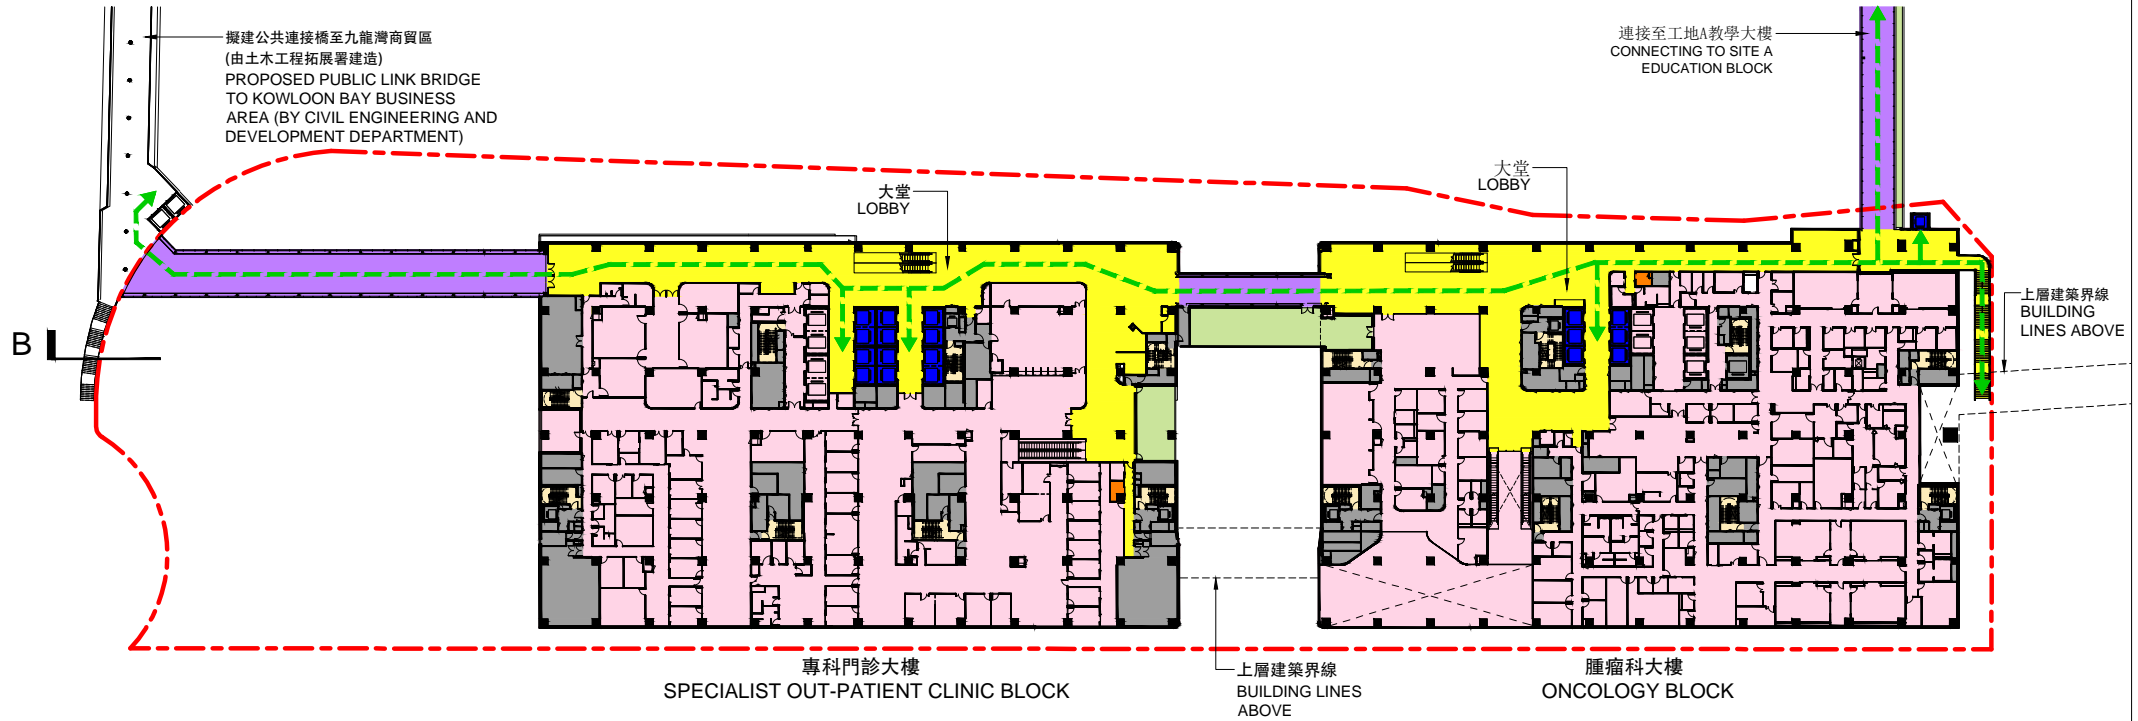 擬建公共連接橋至九龍灣商貿區
(由土木工程拓展署建造)
PROPOSED PUBLIC LINK BRIDGE
TO KOWLOON BAY BUSINESS
AREA (BY CIVIL ENGINEERING AND
DEVELOPMENT DEPARTMENT)
連接至工地A教學大樓
CONNECTING TO SITE A
EDUCATION BLOCK
大堂
LOBBY
大堂
LOBBY
上層建築界線
BUILDING
LINES ABOVE
B
專科門診大樓
SPECIALIST OUT-PATIENT CLINIC BLOCK
上層建築界線
BUILDING LINES
ABOVE
腫瘤科大樓
ONCOLOGY BLOCK